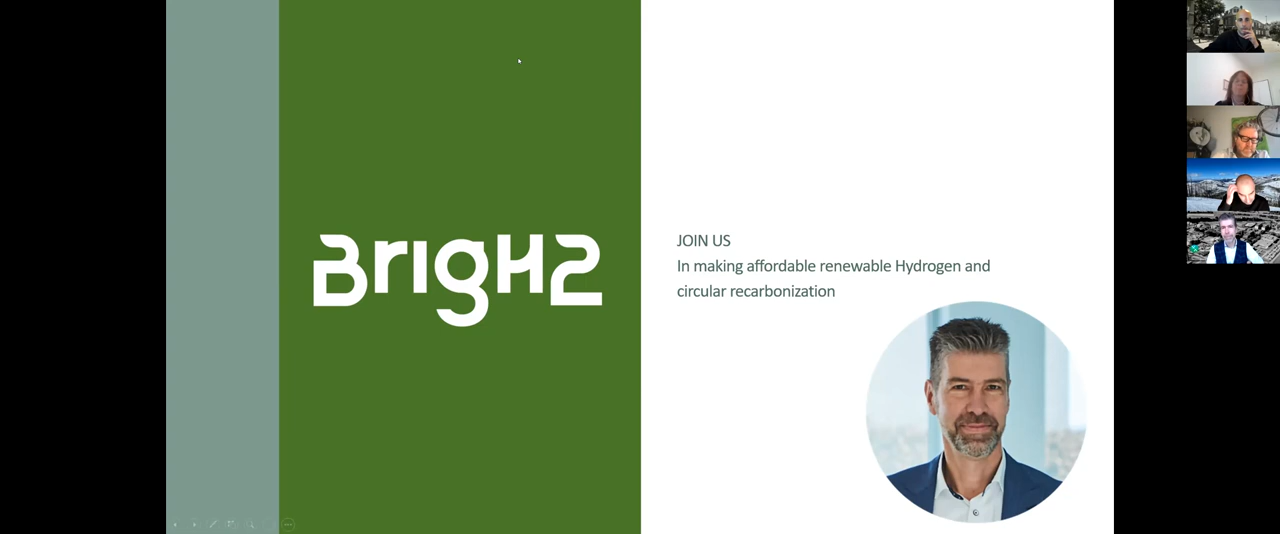 BrigH2
JOIN US
In making affordable renewable Hydrogen and
circular recarbonization